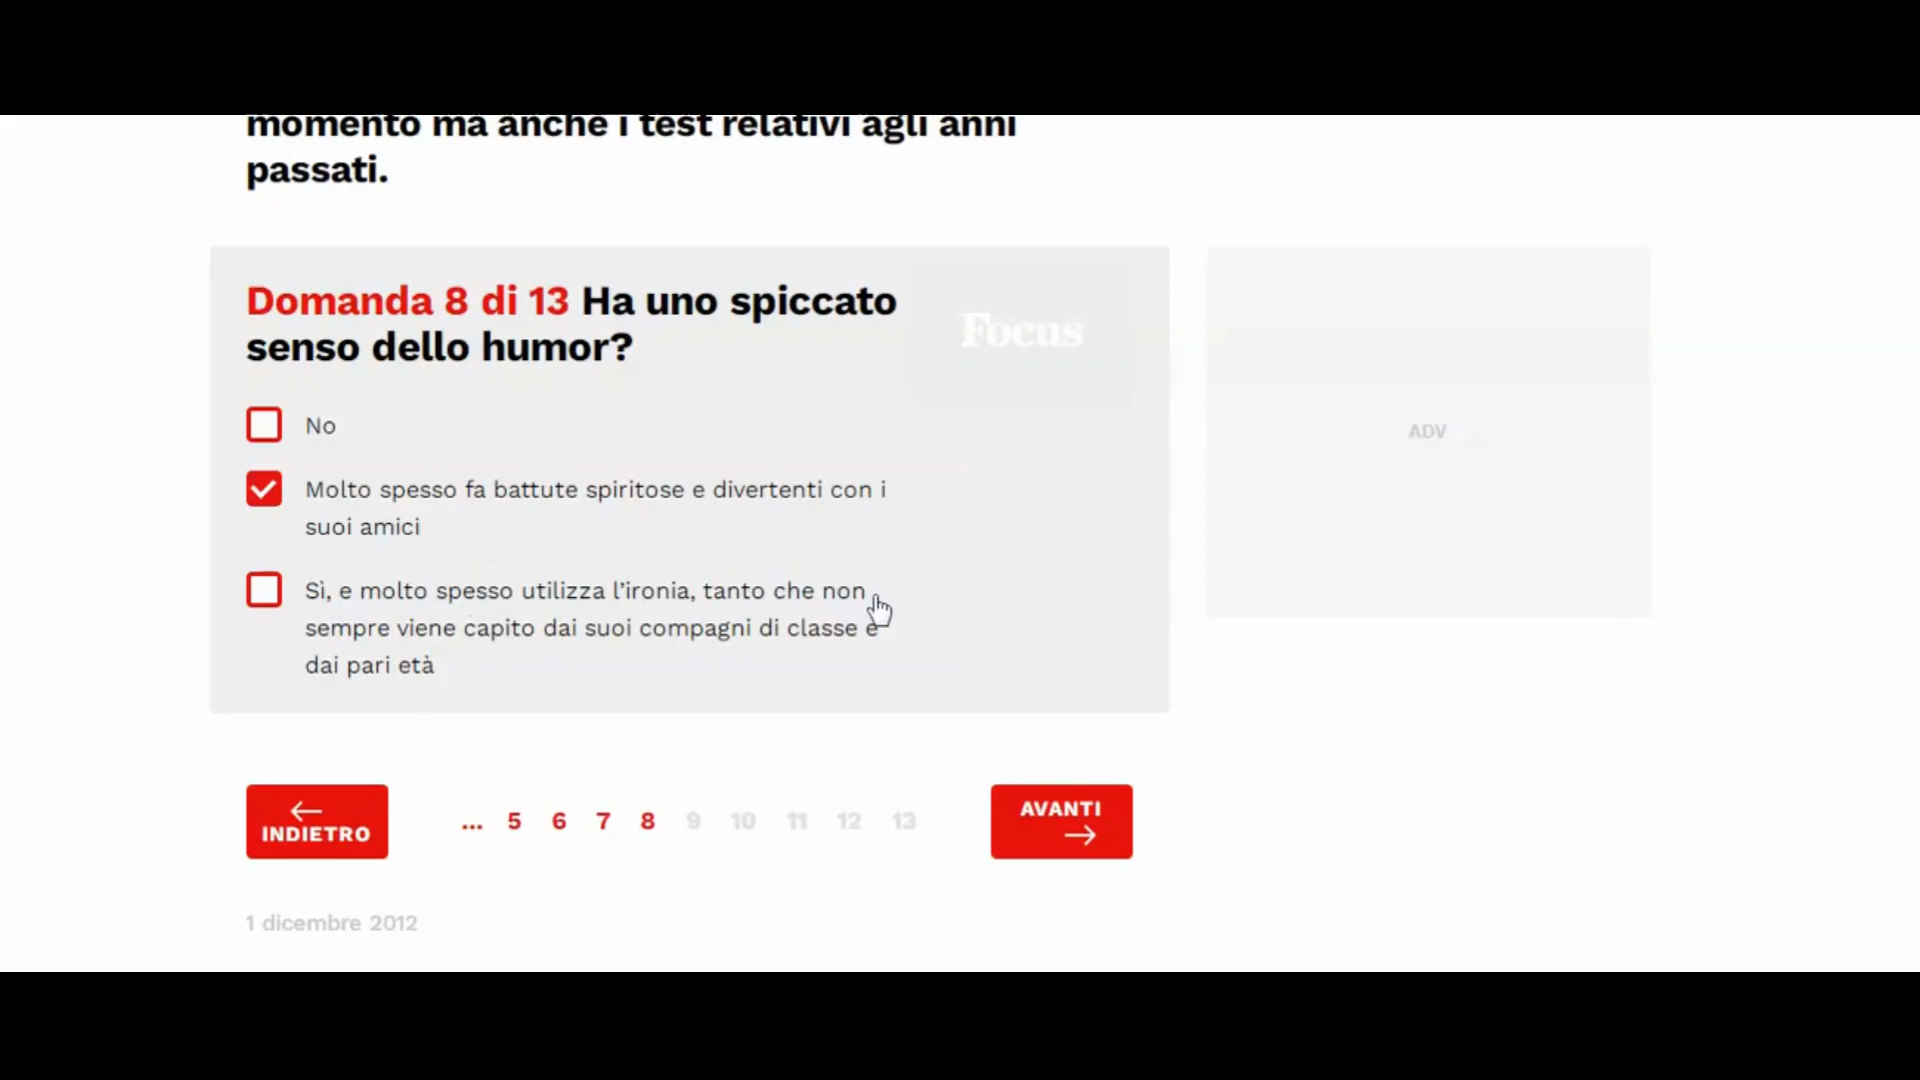 momento ma anche i test relativi agli anni
passati.
Domanda 8 di 13 Ha uno spiccato
senso dello humor?
Focus
No
Molto spesso fa battute spiritose e divertenti con i
suoi amici
Sì, e molto spesso utilizza l'ironia, tanto che non
sempre viene capito dai suoi compagni di classe e
dai pari età
ADV
INDIETRO
... 5 6 7 8 9 10 11 12 13
AVANTI
1 dicembre 2012